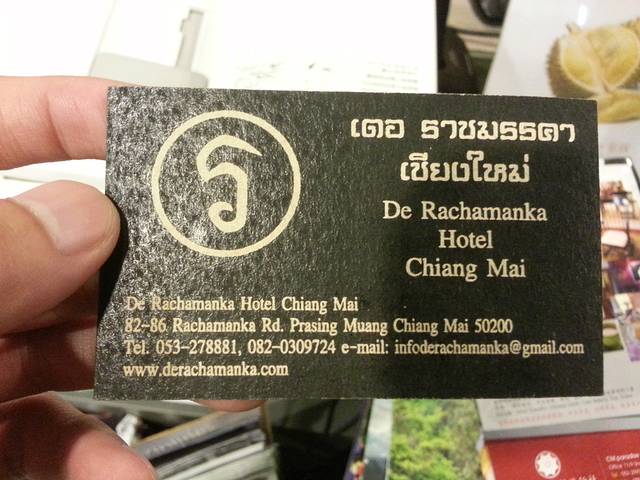 ร
เดอ ราชมรรคา
เชียงใหม่
De Rachamanka
Hotel
Chiang Mai
De Rachamanka Hotel Chiang Mai
82-86 Rachamanka Rd. Prasing Muang Chiang Mai 50200
Tel. 053-278881, 082-0309724 e-mail: infoderachamanka@gmail.com
www.derachamanka.com